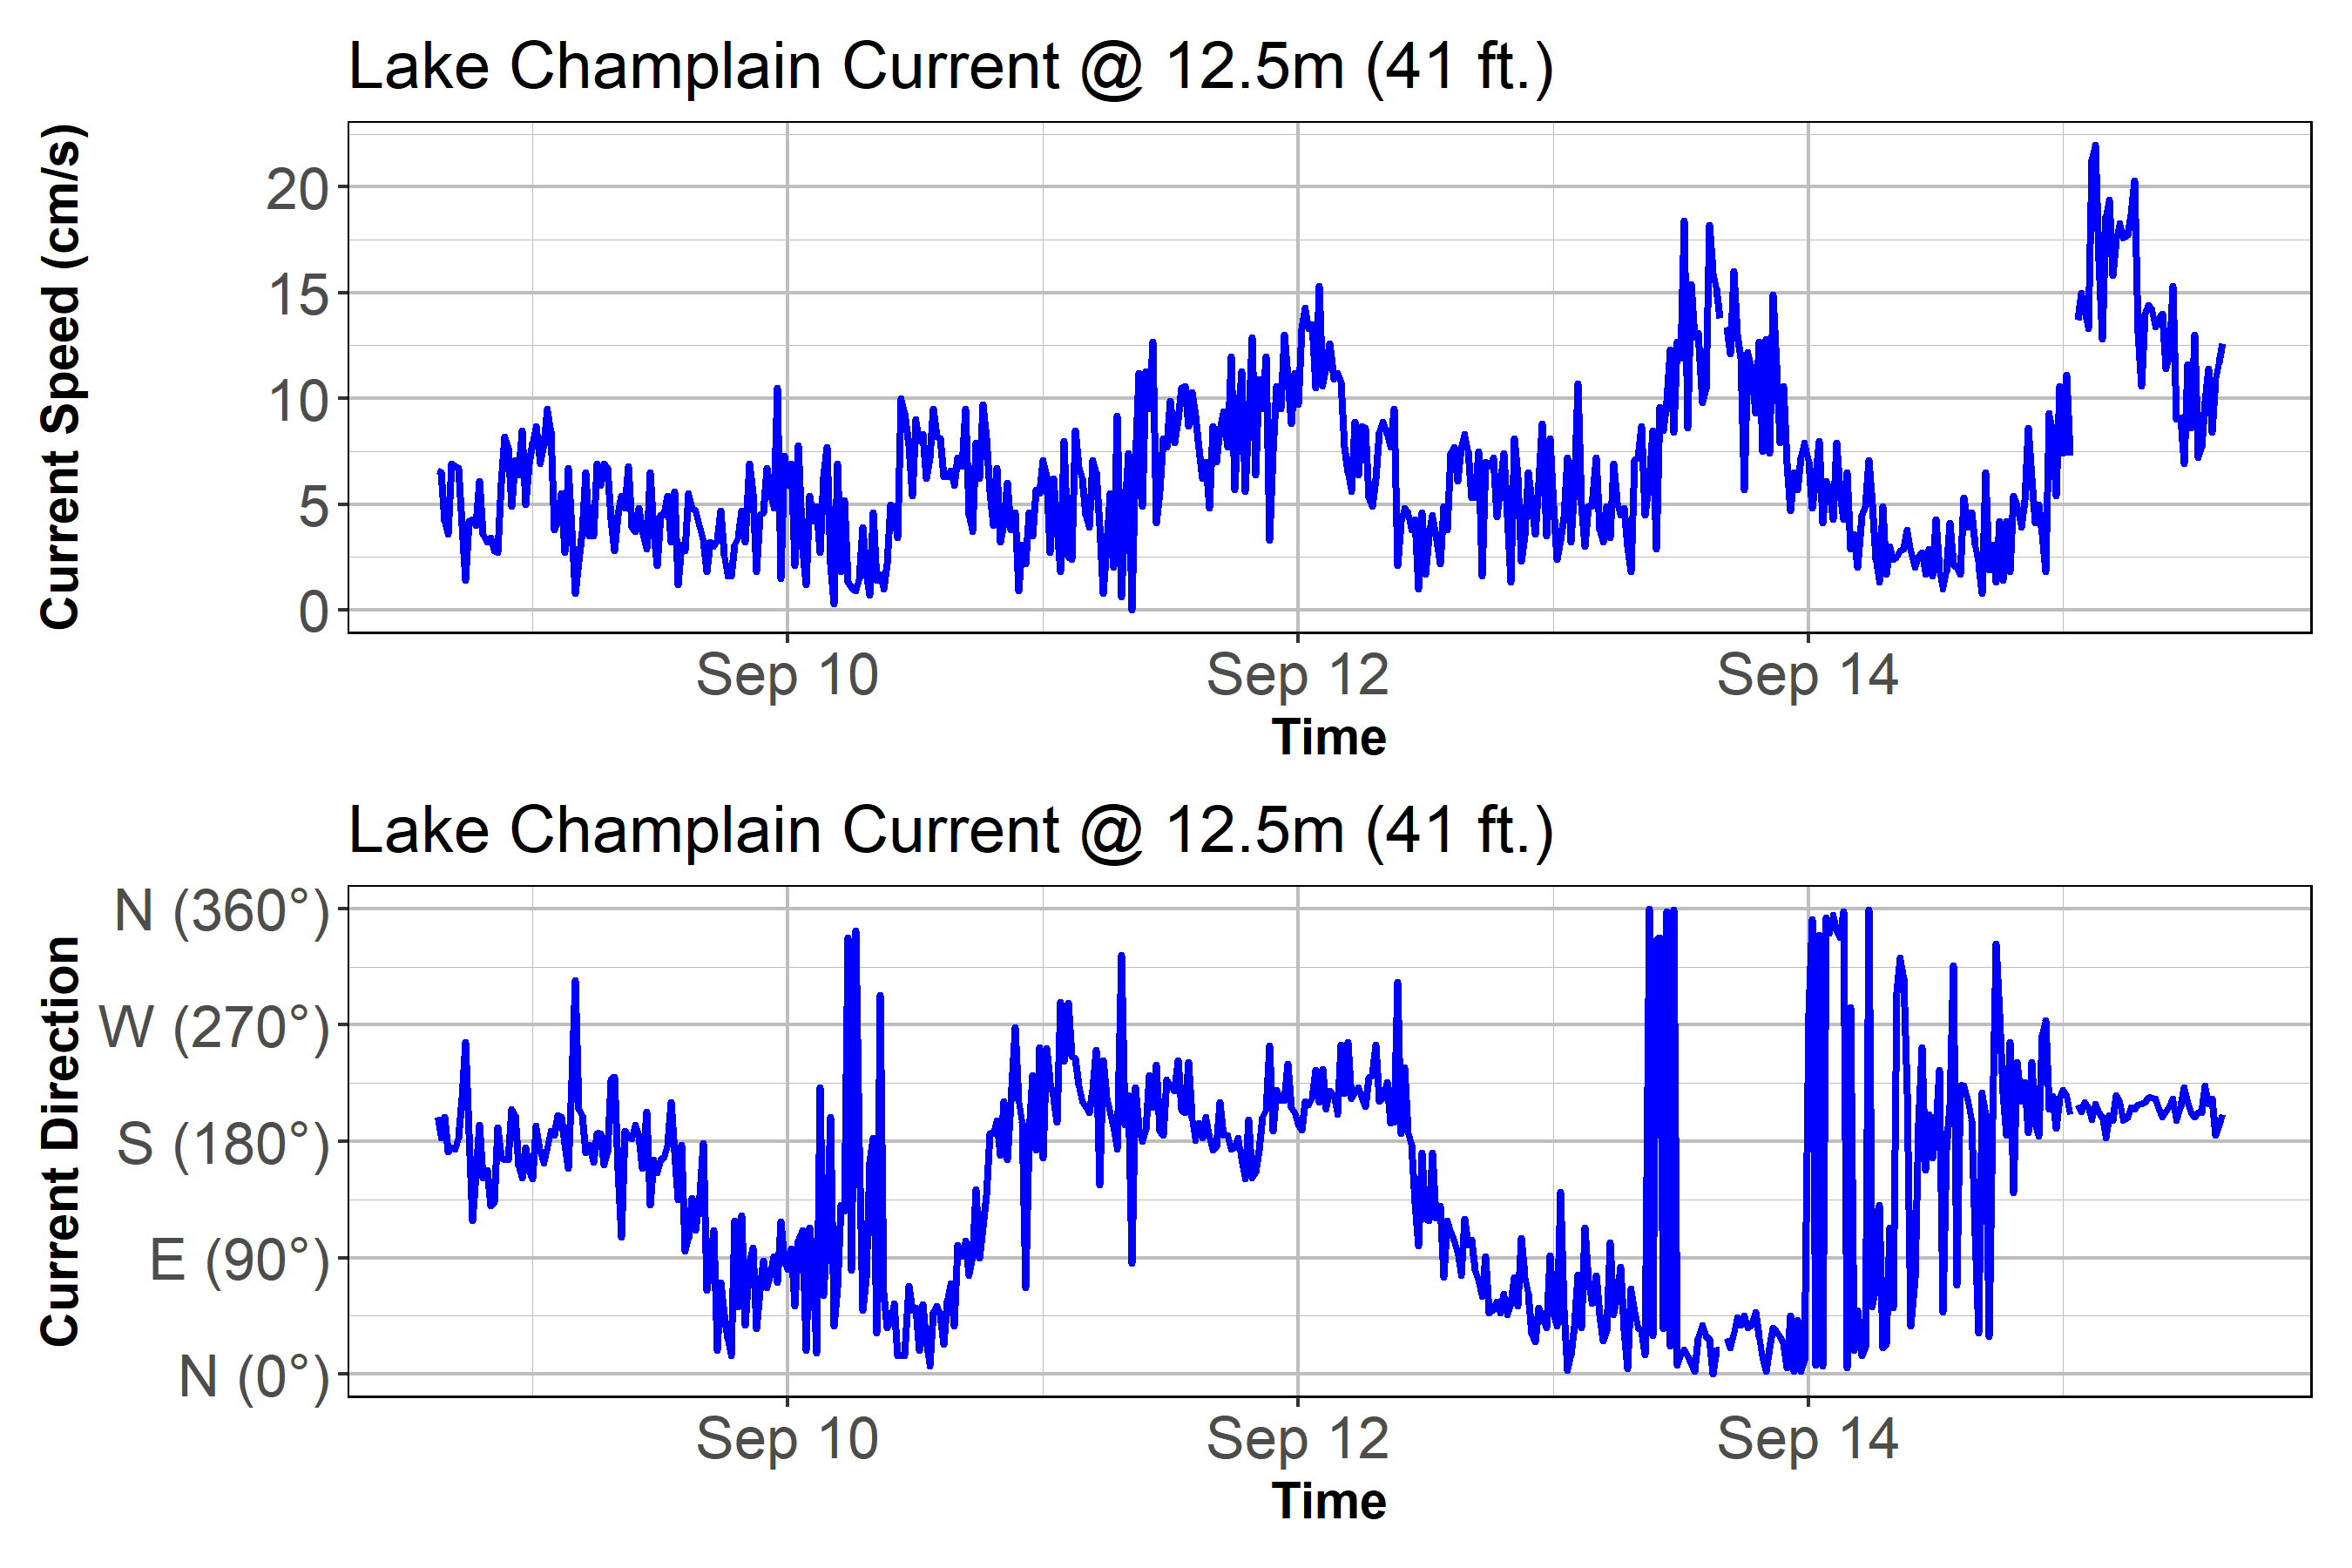 Lake Champlain Current @ 12.5m (41 ft.)
Current Speed (cm/s)
20
15
10
5
0
Sep 10 Sep 12 Sep 14
Time
Lake Champlain Current @ 12.5m (41 ft.)
Current Direction
N (360°)
W (270°)
S (180°)
E (90°)
N (0°)
Sep 10 Sep 12 Sep 14
Time